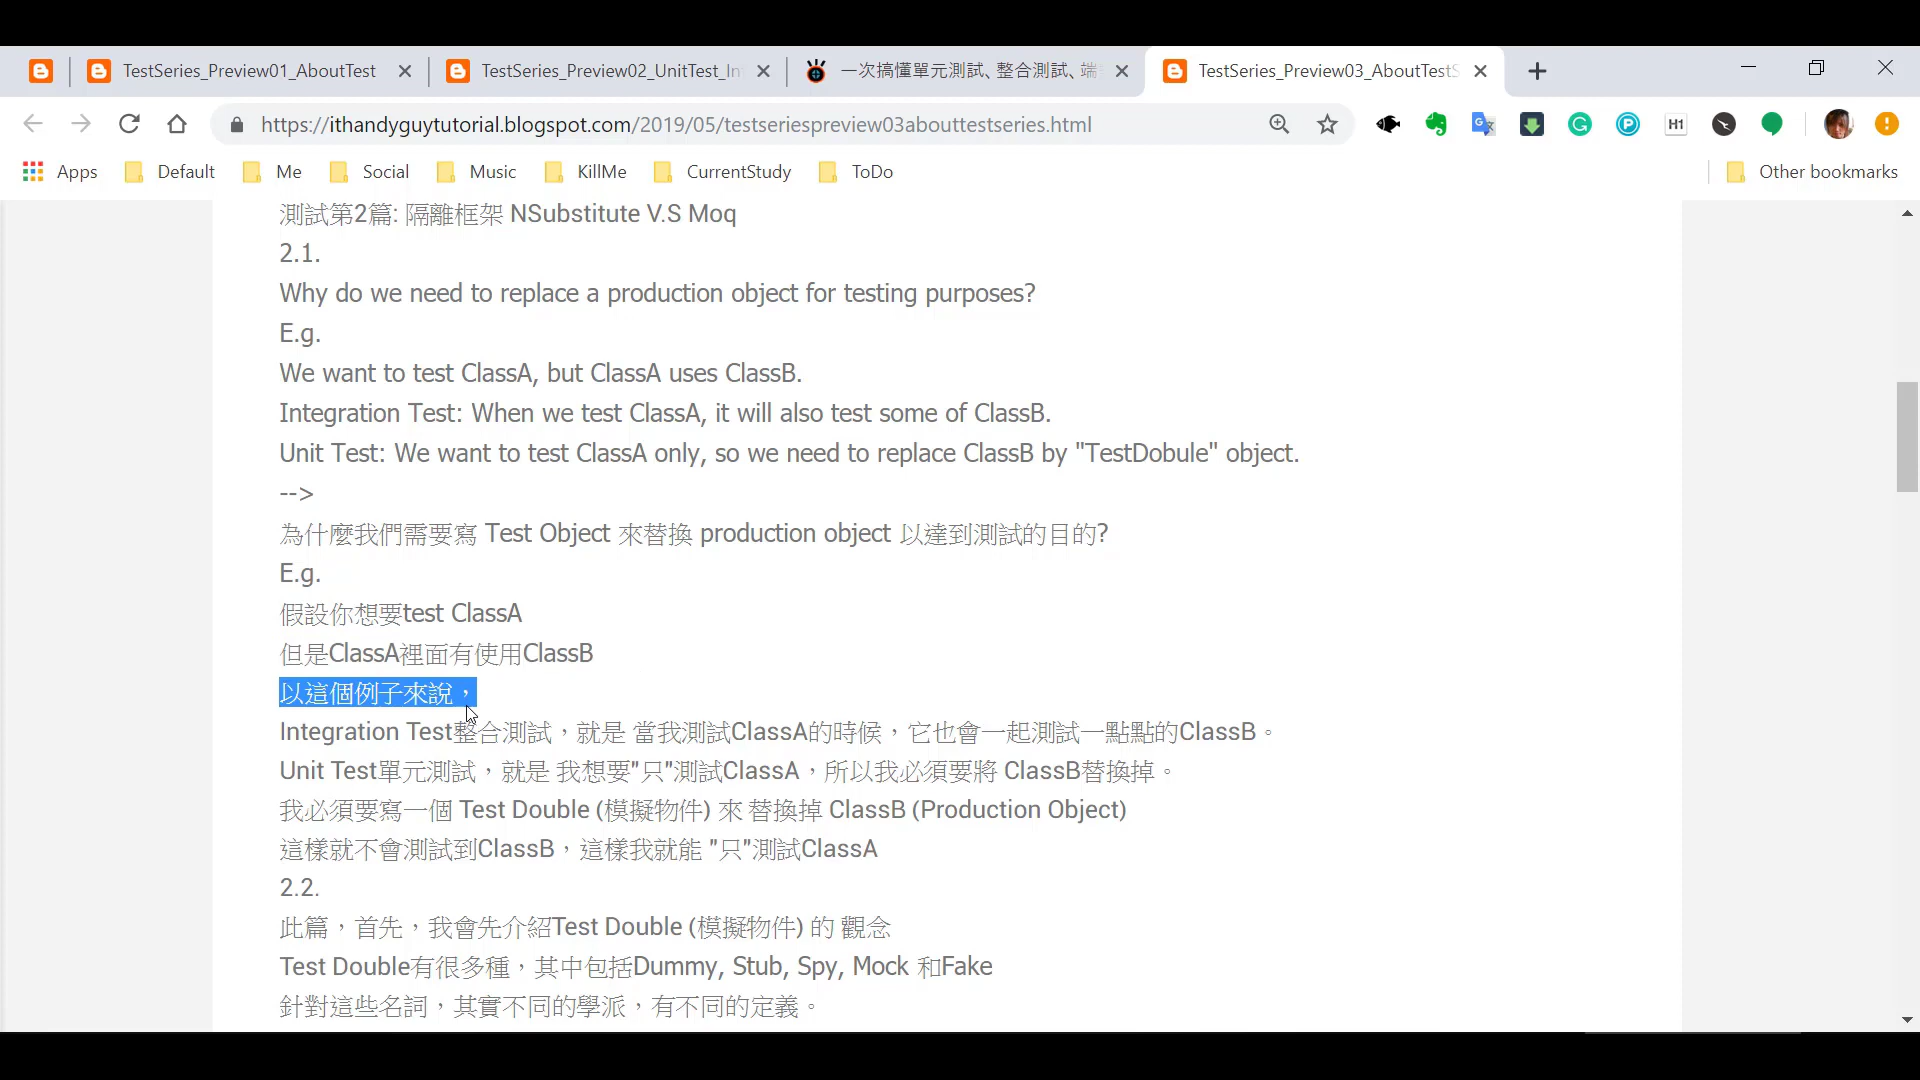 TestSeries_Preview01_AboutTest
TestSeries_Preview02_UnitTest_In
一次搞懂單元測試、整合測試、端
TestSeries_Preview03_AboutTestS
https://ithandyguytutorial.blogspot.com/2019/05/testseriespreview03abouttestseries.html
H1
Apps
Default
Me
Social
Music
KillMe
CurrentStudy
ToDo
Other bookmarks
測試第2篇: 隔離框架 NSubstitute V.S Moq
2.1.
Why do we need to replace a production object for testing purposes?
E.g.
We want to test ClassA, but ClassA uses ClassB.
Integration Test: When we test ClassA, it will also test some of ClassB.
Unit Test: We want to test ClassA only, so we need to replace ClassB by "TestDobule" object.
-->
為什麼我們需要寫 Test Object 來替換 production object 以達到測試的目的?
E.g.
假設你想要test ClassA
但是ClassA裡面有使用ClassB
以這個例子來說，
Integration Test整合測試，就是 當我測試ClassA的時候，它也會一起測試一點點的ClassB。
Unit Test單元測試，就是 我想要"只"測試ClassA，所以我必須要將 ClassB替換掉。
我必須要寫一個 Test Double (模擬物件) 來 替換掉 ClassB (Production Object)
這樣就不會測試到ClassB，這樣我就能 "只"測試ClassA
2.2.
此篇，首先，我會先介紹Test Double (模擬物件) 的 觀念
Test Double有很多種，其中包括Dummy, Stub, Spy, Mock 和Fake
針對這些名詞，其實不同的學派，有不同的定義。